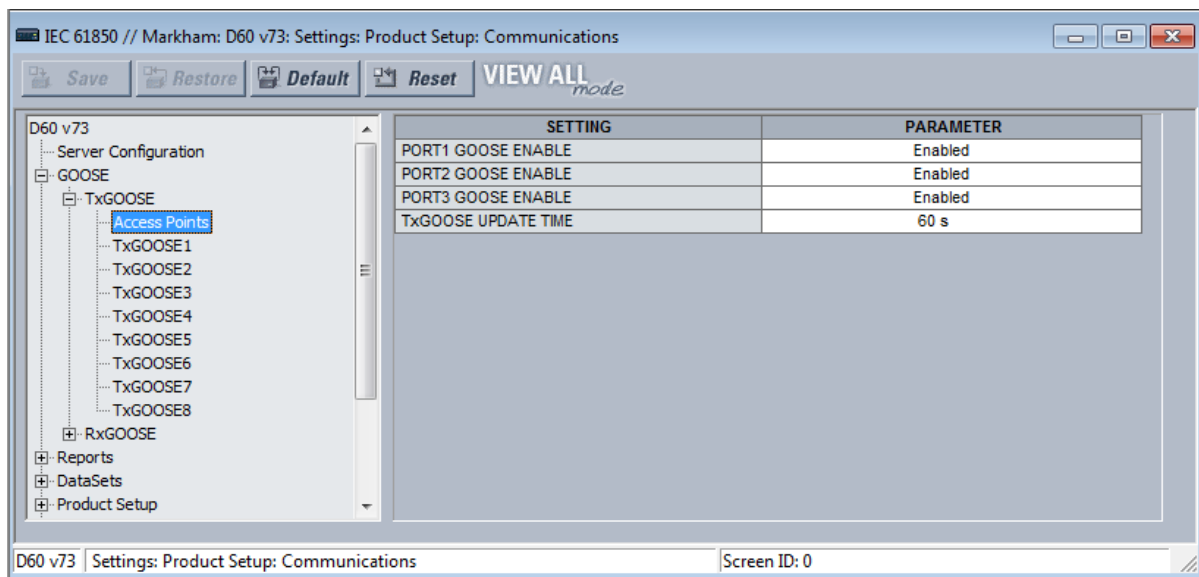 IEC 61850 // Markham: D60 v73: Settings: Product Setup: Communications
Save Restore Default Reset VIEW ALL mode
D60 v73
Server Configuration
GOOSE
TxGOOSE
Access Points
TxGOOSE1
TxGOOSE2
TxGOOSE3
TxGOOSE4
TxGOOSE5
TxGOOSE6
TxGOOSE7
TxGOOSE8
RxGOOSE
Reports
DataSets
Product Setup
SETTING PARAMETER
PORT1 GOOSE ENABLE Enabled
PORT2 GOOSE ENABLE Enabled
PORT3 GOOSE ENABLE Enabled
TxGOOSE UPDATE TIME 60 s
D60 v73 Settings: Product Setup: Communications Screen ID: 0